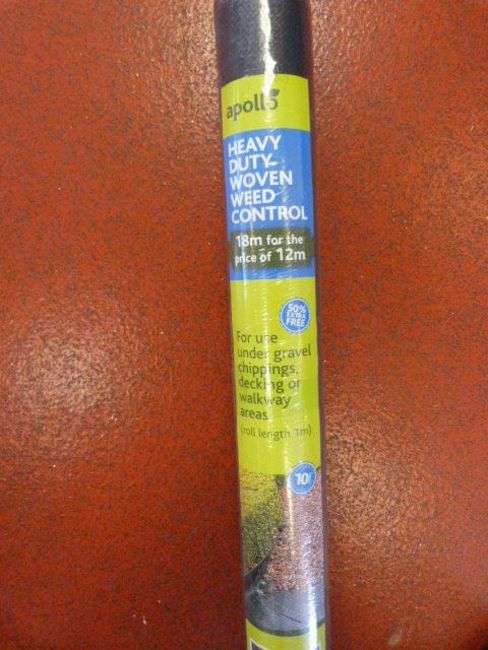 apollo
HEAVY
DUTY
WOVEN
WEED
CONTROL
18m for the
price of 12m
50%
EXTRA
FREE
For use
under gravel
chippings,
decking or
walkway
areas
(roll length 1m)
10